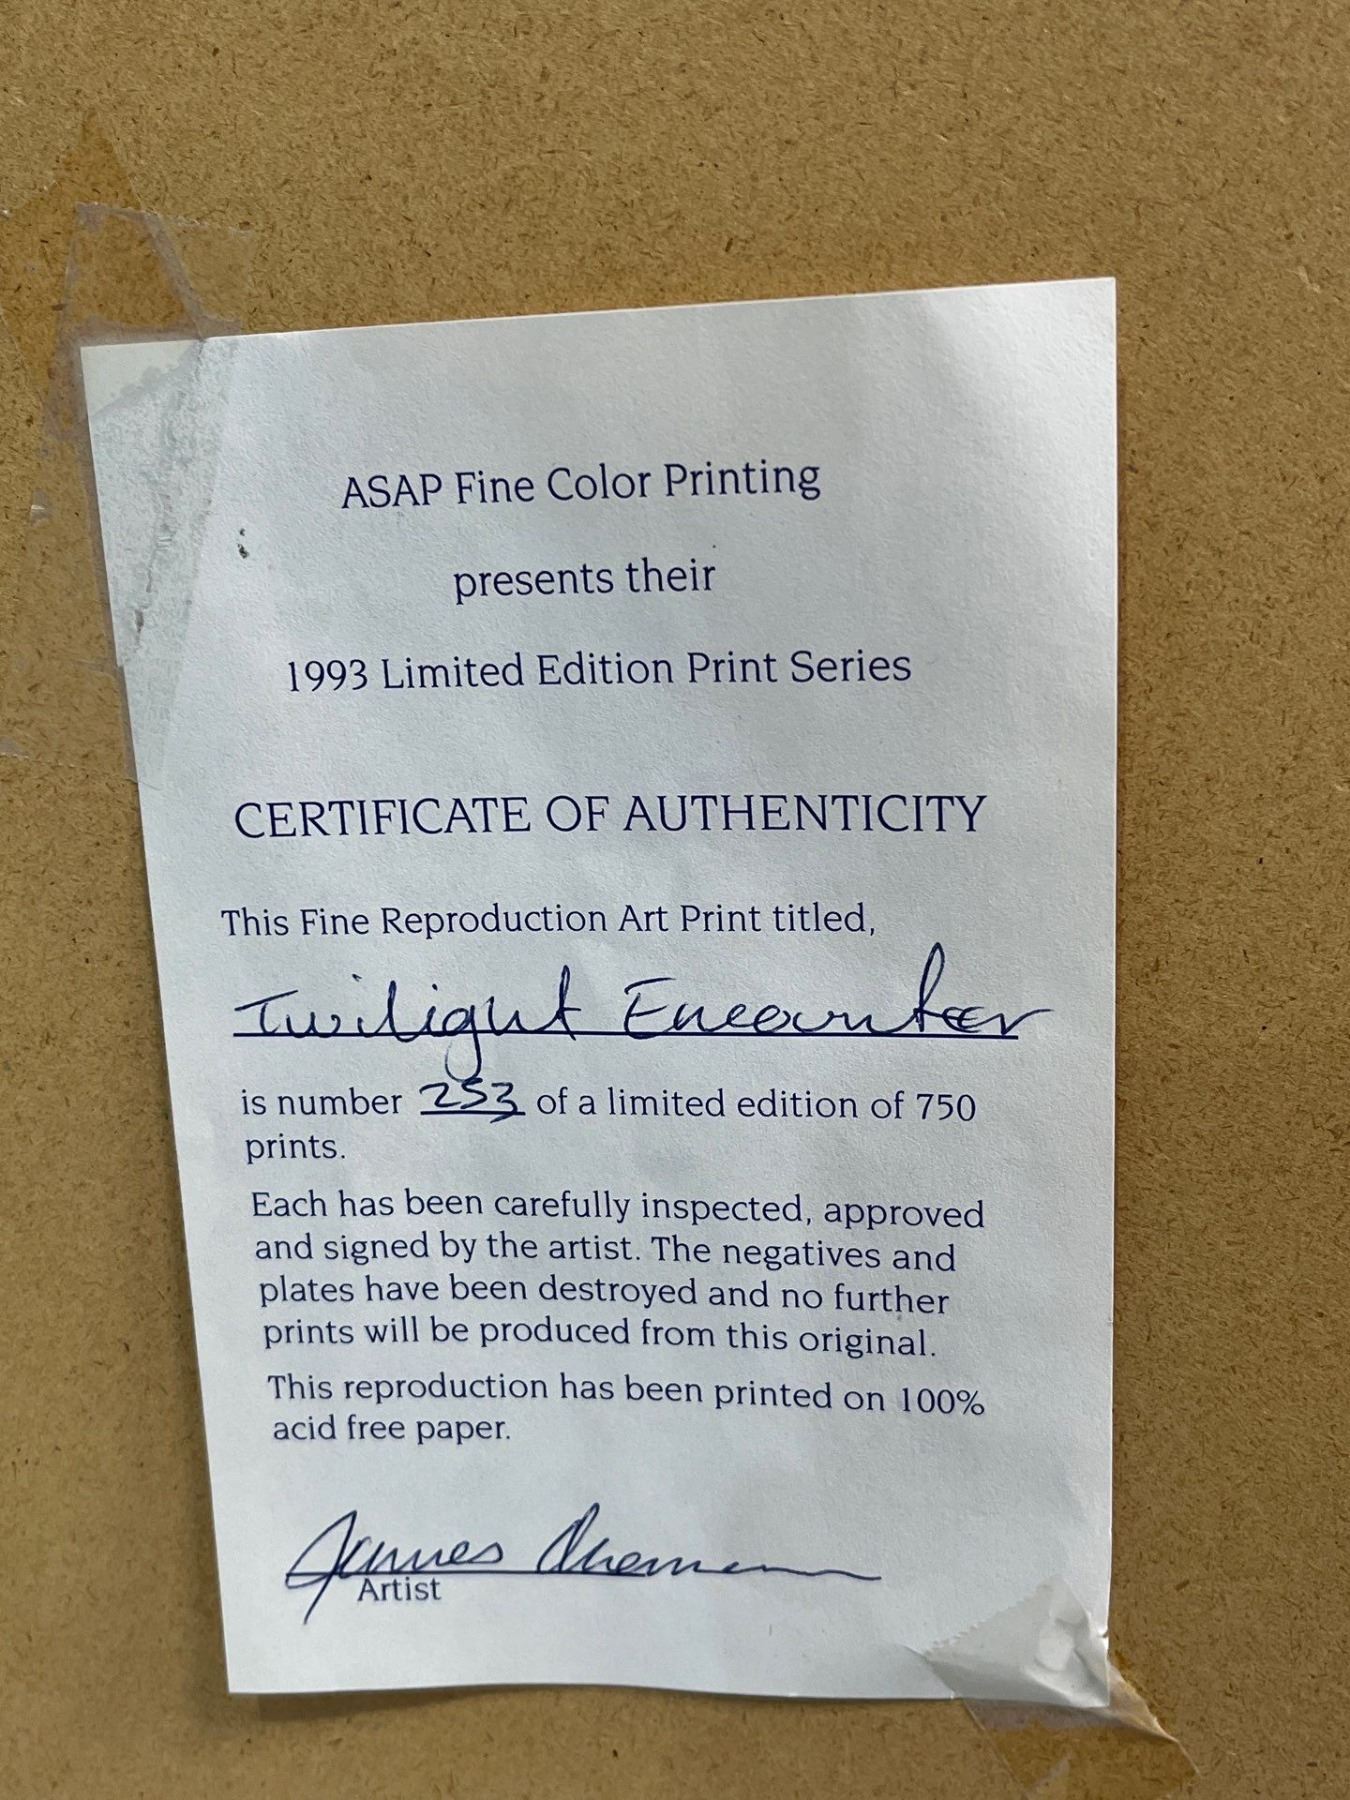 ASAP Fine Color Printing
presents their
1993 Limited Edition Print Series
CERTIFICATE OF AUTHENTICITY
This Fine Reproduction Art Print titled,
Twilight Encounter
is number 253 of a limited edition of 750
prints.
Each has been carefully inspected, approved
and signed by the artist. The negatives and
plates have been destroyed and no further
prints will be produced from this original.
This reproduction has been printed on 100%
acid free paper.
James
Artist